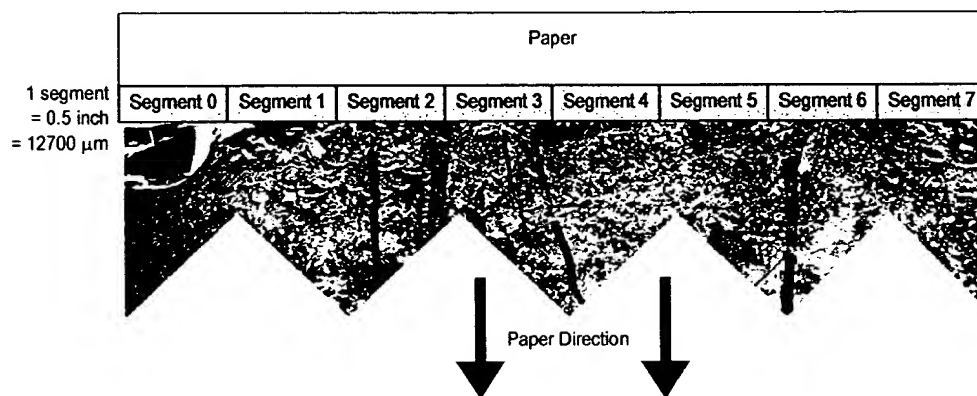 Paper
1 segment
= 0.5 inch
= 12700 μm
Segment 0 Segment 1 Segment 2 Segment 3 Segment 4 Segment 5 Segment 6 Segment 7
Paper Direction